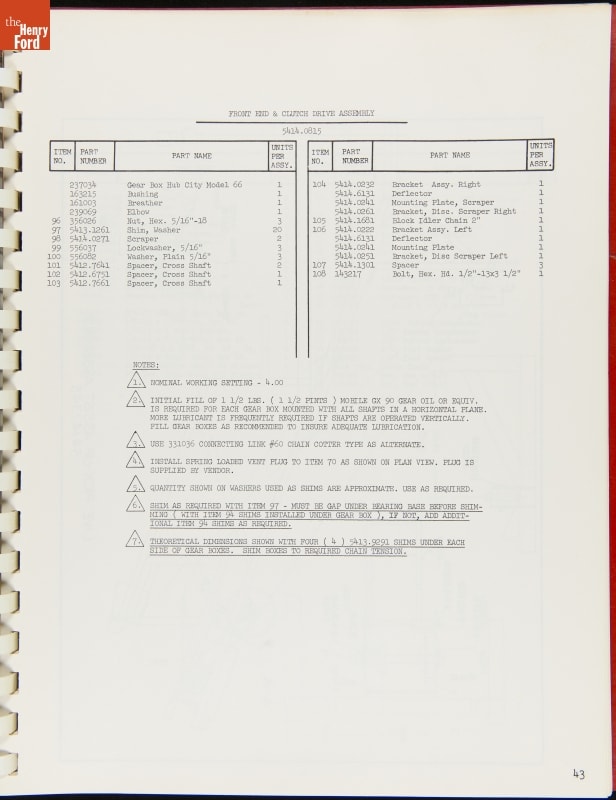 the
Henry
Ford
FRONT END & CLUTCH DRIVE ASSEMBLY
5414.0815
ITEM NO. PART NUMBER PART NAME UNITS PER ASSY.
237034 Gear Box Hub City Model 66 1
163215 Bushing 1
161003 Breather 1
239069 Elbow 1
96 356026 Nut, Hex. 5/16"-18 3
97 5413.1261 Shim, Washer 20
98 5414.0271 Scraper 2
99 556037 Lockwasher, 5/16" 3
100 556082 Washer, Plain 5/16" 3
101 5412.7641 Spacer, Cross Shaft 2
102 5412.6751 Spacer, Cross Shaft 1
103 5412.7661 Spacer, Cross Shaft 1
ITEM NO. PART NUMBER PART NAME UNITS PER ASSY.
104 5414.0232 Bracket Assy. Right 1
5414.6131 Deflector 1
5414.0241 Mounting Plate, Scraper 1
5414.0261 Bracket, Disc. Scraper Right 1
105 5414.1681 Block Idler Chain 2" 1
106 5414.0222 Bracket Assy. Left 1
5414.6131 Deflector 1
5414.0241 Mounting Plate 1
5414.0251 Bracket, Disc Scraper Left 1
107 5414.1301 Spacer 3
108 143217 Bolt, Hex. Hd. 1/2"-13x3 1/2" 1
NOTES:
1. NOMINAL WORKING SETTING - 4.00
2. INITIAL FILL OF 1 1/2 LBS. ( 1 1/2 PINTS ) MOBILE GX 90 GEAR OIL OR EQUIV.
IS REQUIRED FOR EACH GEAR BOX MOUNTED WITH ALL SHAFTS IN A HORIZONTAL PLANE.
MORE LUBRICANT IS FREQUENTLY REQUIRED IF SHAFTS ARE OPERATED VERTICALLY.
FILL GEAR BOXES AS RECOMMENDED TO INSURE ADEQUATE LUBRICATION.
3. USE 331036 CONNECTING LINK #60 CHAIN COTTER TYPE AS ALTERNATE.
4. INSTALL SPRING LOADED VENT PLUG TO ITEM 70 AS SHOWN ON PLAN VIEW. PLUG IS
SUPPLIED BY VENDOR.
5. QUANTITY SHOWN ON WASHERS USED AS SHIMS ARE APPROXIMATE. USE AS REQUIRED.
6. SHIM AS REQUIRED WITH ITEM 97 - MUST BE GAP UNDER BEARING BASE BEFORE SHIM-
MING ( WITH ITEM 94 SHIMS INSTALLED UNDER GEAR BOX ), IF NOT, ADD ADDIT-
IONAL ITEM 94 SHIMS AS REQUIRED.
7. THEORETICAL DIMENSIONS SHOWN WITH FOUR ( 4 ) 5413.9291 SHIMS UNDER EACH
SIDE OF GEAR BOXES. SHIM BOXES TO REQUIRED CHAIN TENSION.
43